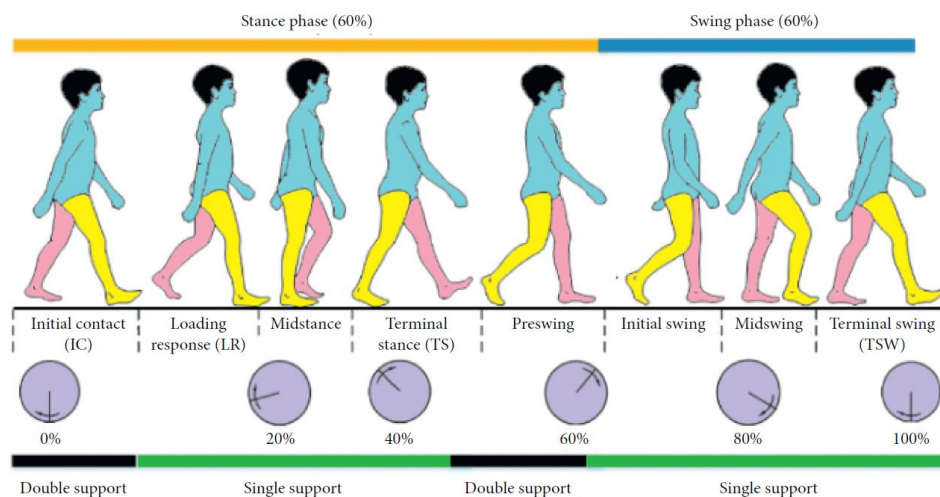 Stance phase (60%)
Swing phase (60%)
Initial contact
(IC)
Loading
response (LR)
Midstance
Terminal
stance (TS)
Preswing
Initial swing
Midswing
Terminal swing
(TSW)
0%
20%
40%
60%
80%
100%
Double support
Single support
Double support
Single support